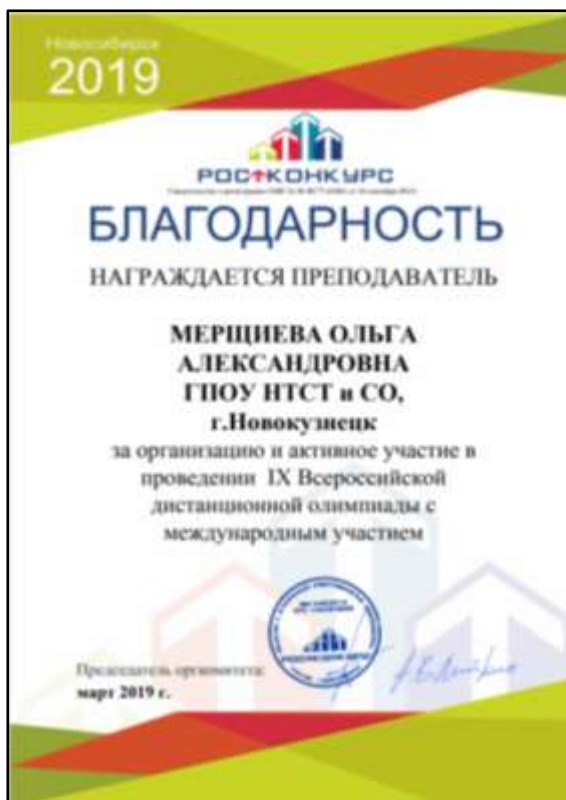 Новосибирск
2019
РОСТКОНКУРС
БЛАГОДАРНОСТЬ
НАГРАЖДАЕТСЯ ПРЕПОДАВАТЕЛЬ
МЕРЩИЕВА ОЛЬГА
АЛЕКСАНДРОВНА
ГПОУ НТСТ и СО,
г.Новокузнецк
за организацию и активное участие в
проведении IX Всероссийской
дистанционной олимпиады с
международным участием
Председатель оргкомитета:
март 2019 г.